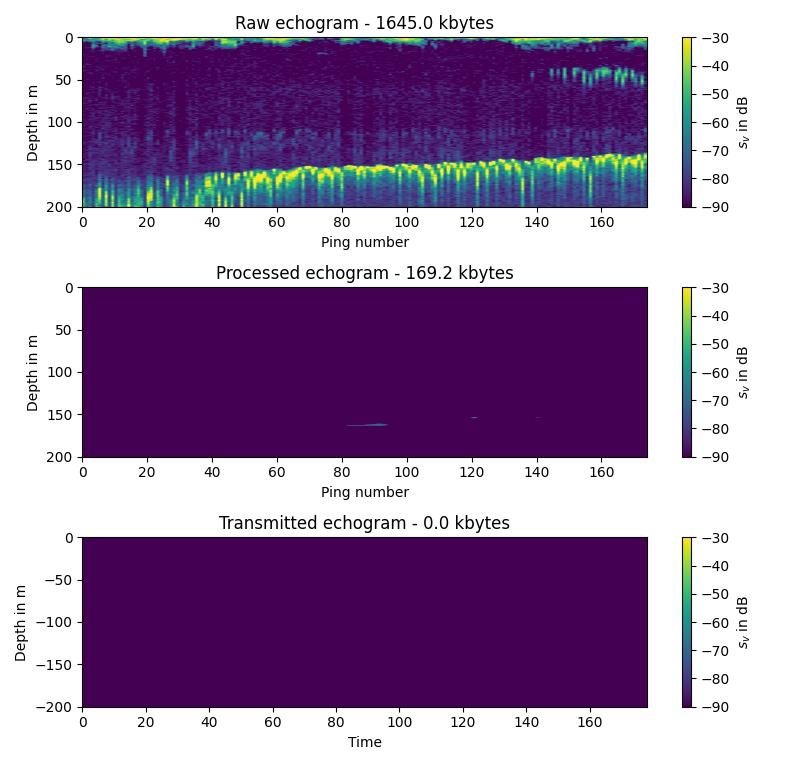 Raw echogram - 1645.0 kbytes
Depth in m
0
50
100
150
200
0 20 40 60 80 100 120 140 160
Ping number
−30
−40
−50
−60
−70
−80
−90
s_v in dB
Processed echogram - 169.2 kbytes
Depth in m
0
50
100
150
200
0 20 40 60 80 100 120 140 160
Ping number
−30
−40
−50
−60
−70
−80
−90
s_v in dB
Transmitted echogram - 0.0 kbytes
Depth in m
0
−50
−100
−150
−200
0 20 40 60 80 100 120 140 160
Time
−30
−40
−50
−60
−70
−80
−90
s_v in dB